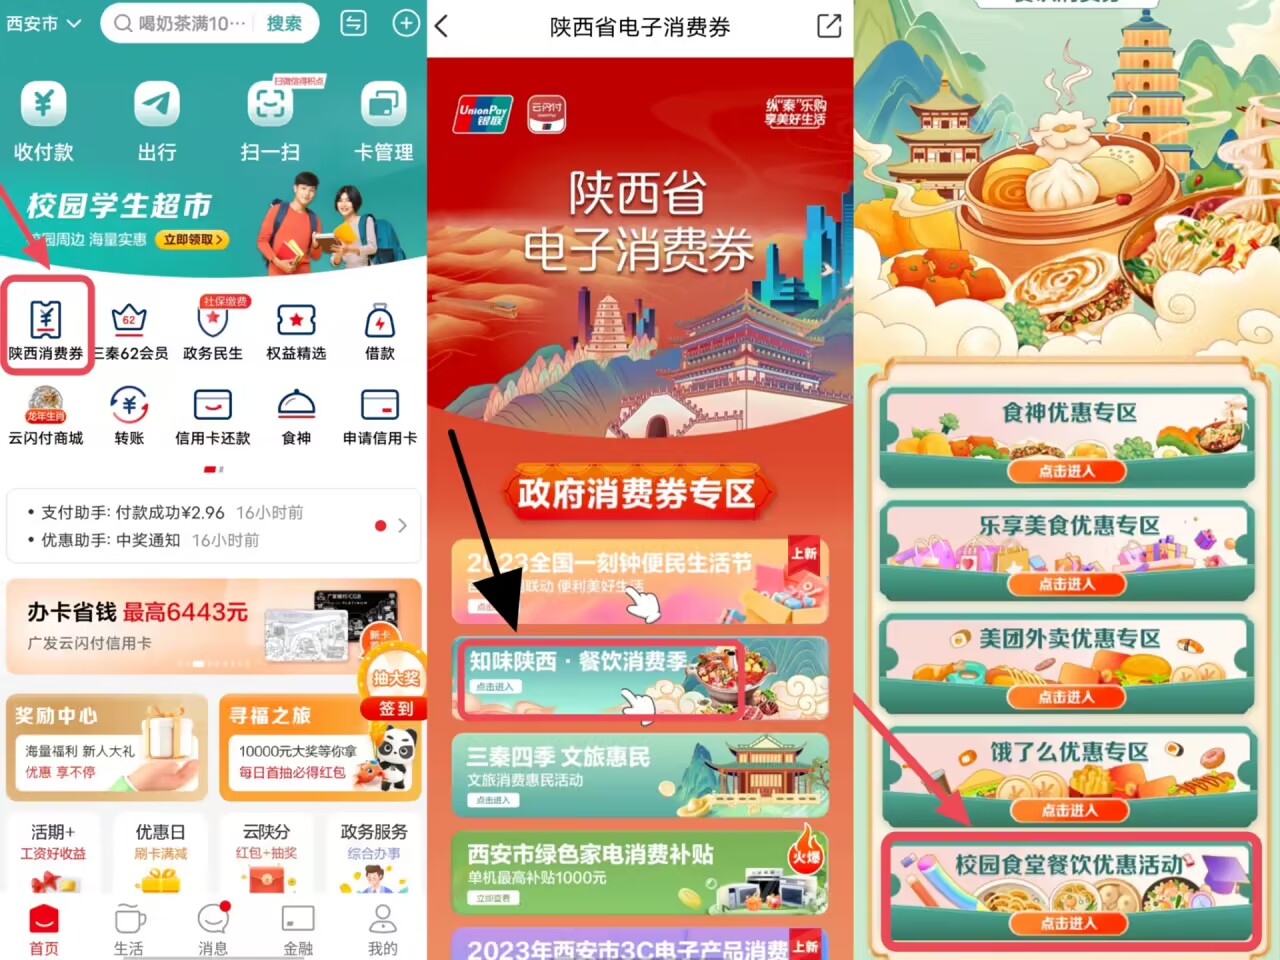 西安市
喝奶茶满10…
搜索
扫微信得积点
收付款
出行
扫一扫
卡管理
校园学生超市
校园周边 海量实惠
立即领取>
社保缴费
陕西消费券
三秦62会员
62
政务民生
权益精选
借款
龙年生肖
云闪付商城
转账
信用卡还款
食神
申请信用卡
• 支付助手: 付款成功¥2.96 16小时前
• 优惠助手: 中奖通知 16小时前
办卡省钱 最高6443元
广发云闪付信用卡
抽大奖
签到
奖励中心
海量福利 新人大礼
优惠 享不停
寻福之旅
10000元大奖等你拿
每日首抽必得红包
活期+
工资好收益
优惠日
刷卡满减
云陕分
红包+抽奖
政务服务
综合办事
首页
生活
消息
金融
我的
陕西省电子消费券
UnionPay
银联
云闪付
纵“秦”乐购
享美好生活
陕西省
电子消费券
政府消费券专区
2023全国一刻钟便民生活节
上新
联动 便利美好生活
知味陕西·餐饮消费季
点击进入
三秦四季 文旅惠民
文旅消费惠民活动
点击进入
西安市绿色家电消费补贴
单机最高补贴1000元
立即查看
火爆
2023年西安市3C电子产品消费
上新
食神优惠专区
点击进入
乐享美食优惠专区
点击进入
美团外卖优惠专区
点击进入
饿了么优惠专区
点击进入
校园食堂餐饮优惠活动
点击进入